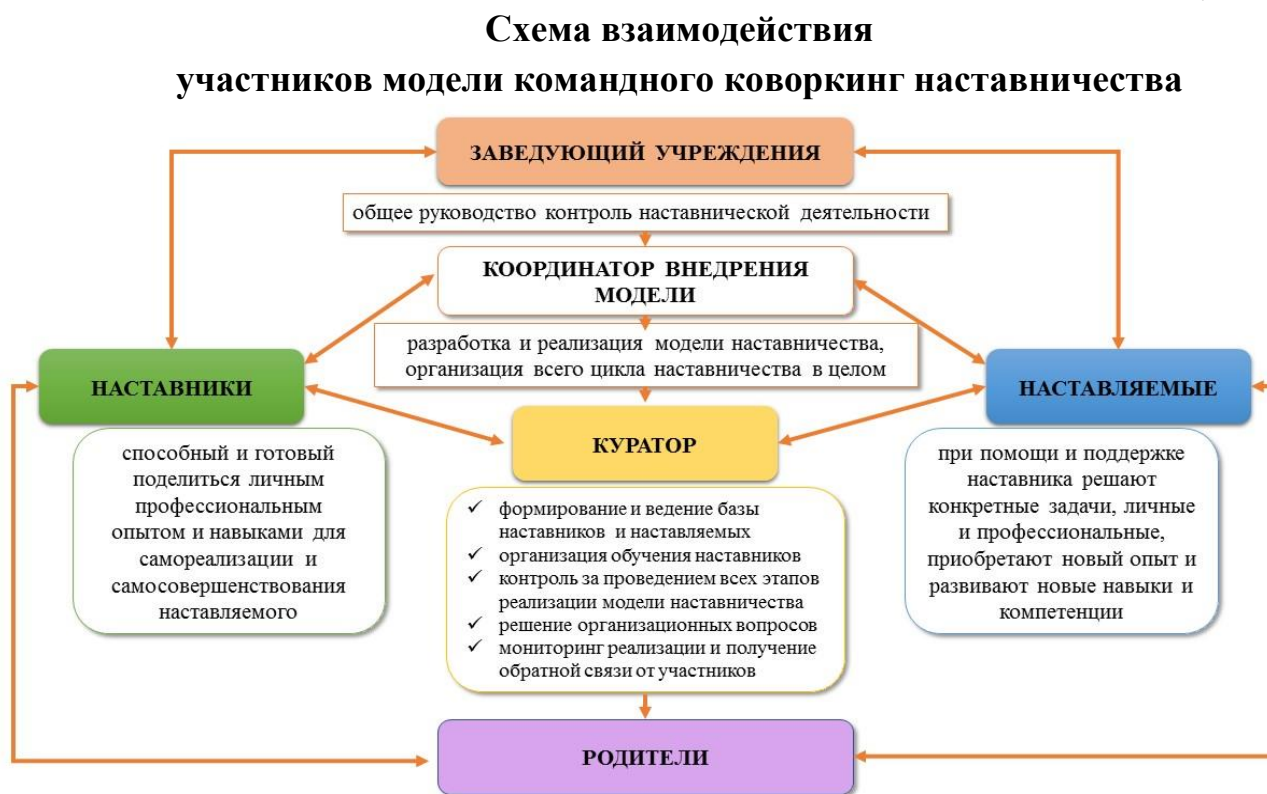 Схема взаимодействия
участников модели командного коворкинг наставничества
ЗАВЕДУЮЩИЙ УЧРЕЖДЕНИЯ
общее руководство контроль наставнической деятельности
КООРДИНАТОР ВНЕДРЕНИЯ
МОДЕЛИ
разработка и реализация модели наставничества,
организация всего цикла наставничества в целом
НАСТАВНИКИ
способный и готовый
поделиться личным
профессиональным
опытом и навыками для
самореализации и
самосовершенствования
наставляемого
КУРАТОР
✓ формирование и ведение базы
наставников и наставляемых
✓ организация обучения наставников
✓ контроль за проведением всех этапов
реализации модели наставничества
✓ решение организационных вопросов
✓ мониторинг реализации и получение
обратной связи от участников
НАСТАВЛЯЕМЫЕ
при помощи и поддержке
наставника решают
конкретные задачи, личные
и профессиональные,
приобретают новый опыт и
развивают новые навыки и
компетенции
РОДИТЕЛИ